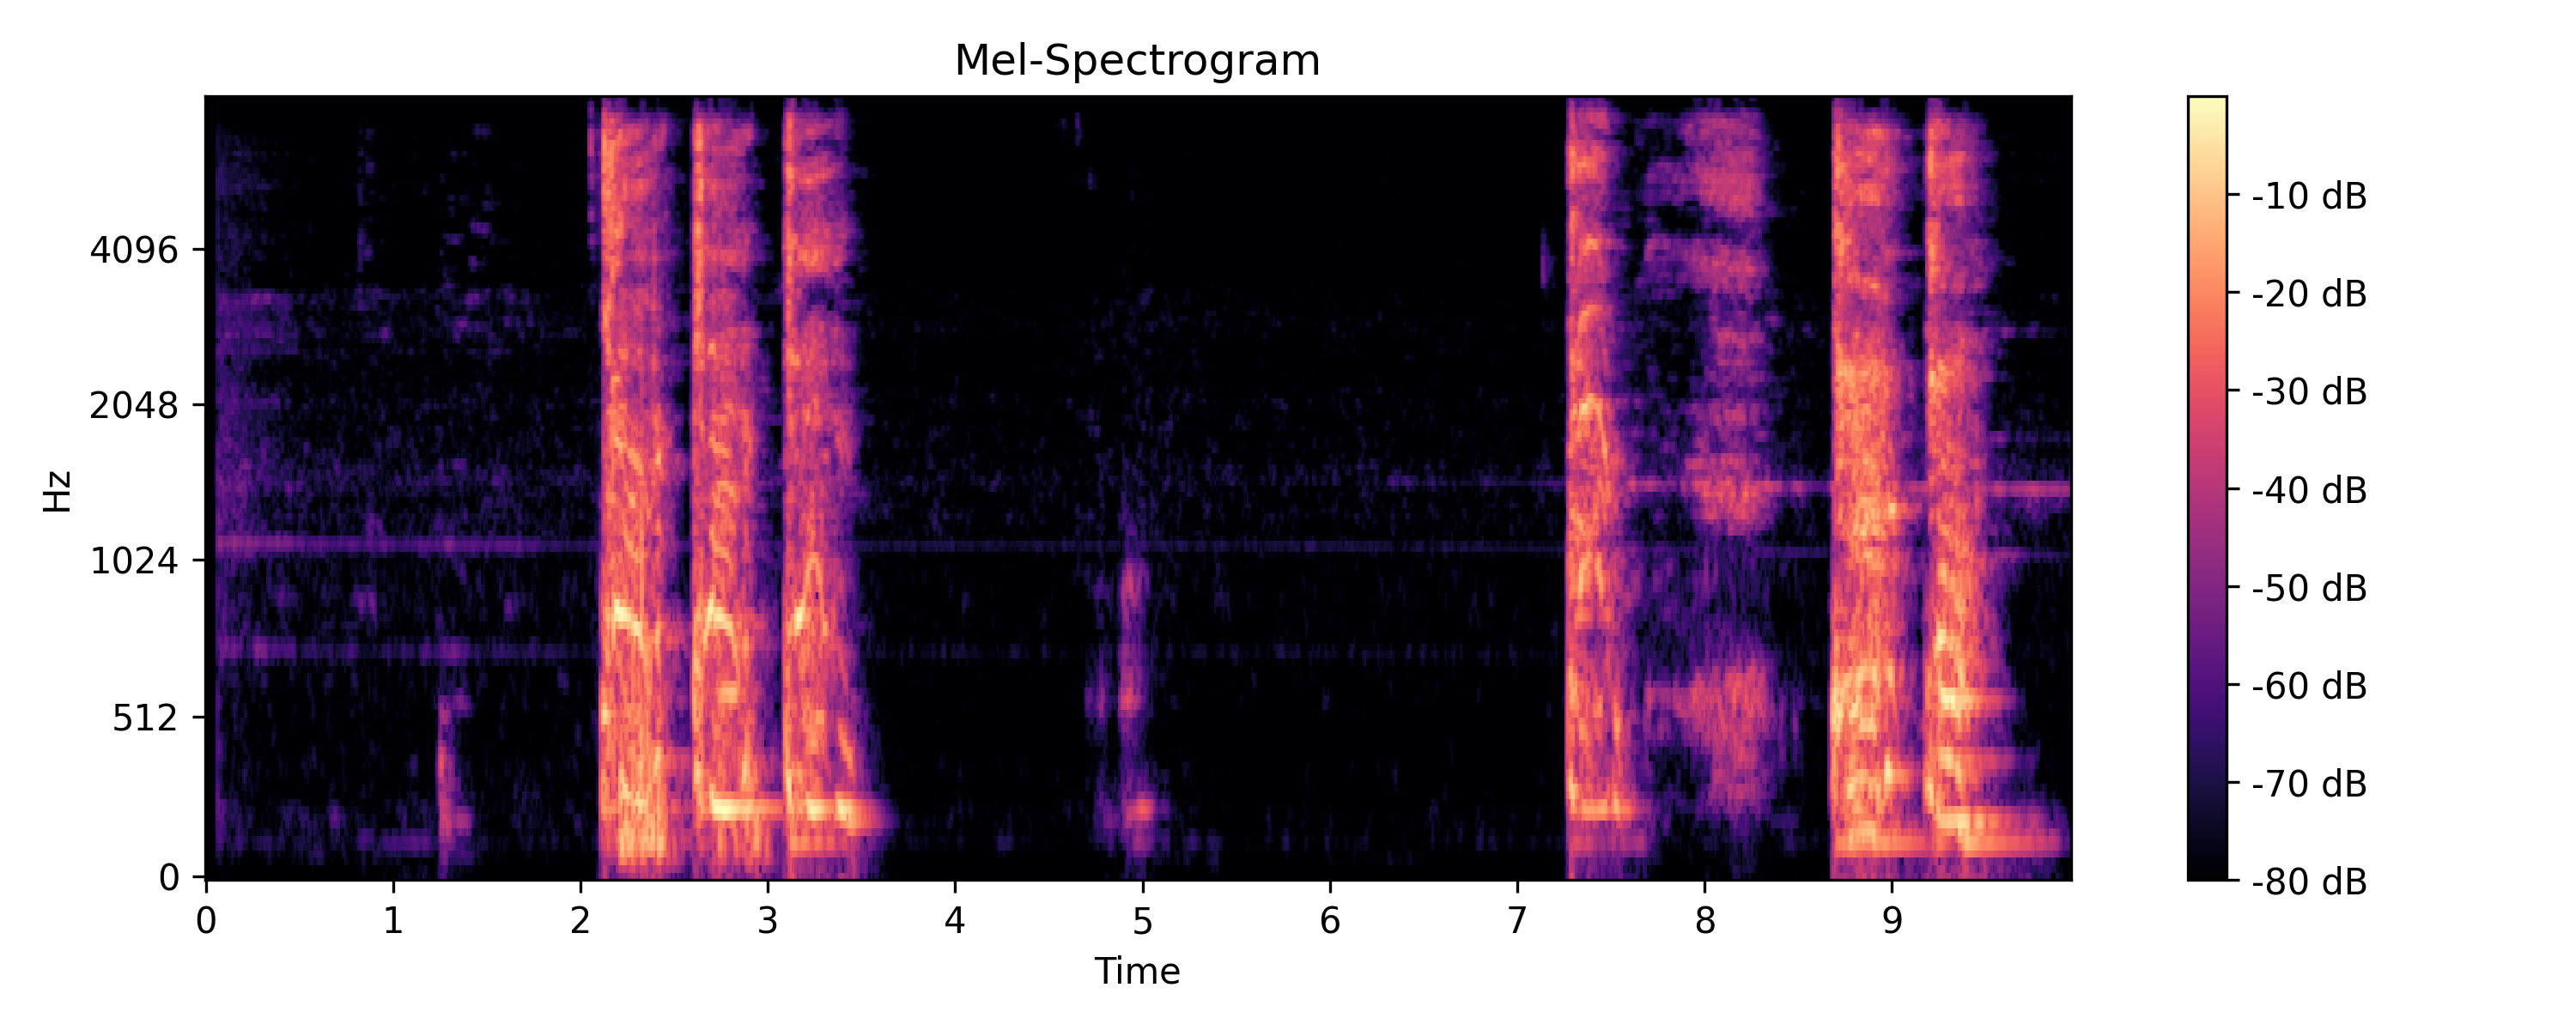 Mel-Spectrogram
Hz
4096
2048
1024
512
0
0 1 2 3 4 5 6 7 8 9
Time
-10 dB
-20 dB
-30 dB
-40 dB
-50 dB
-60 dB
-70 dB
-80 dB